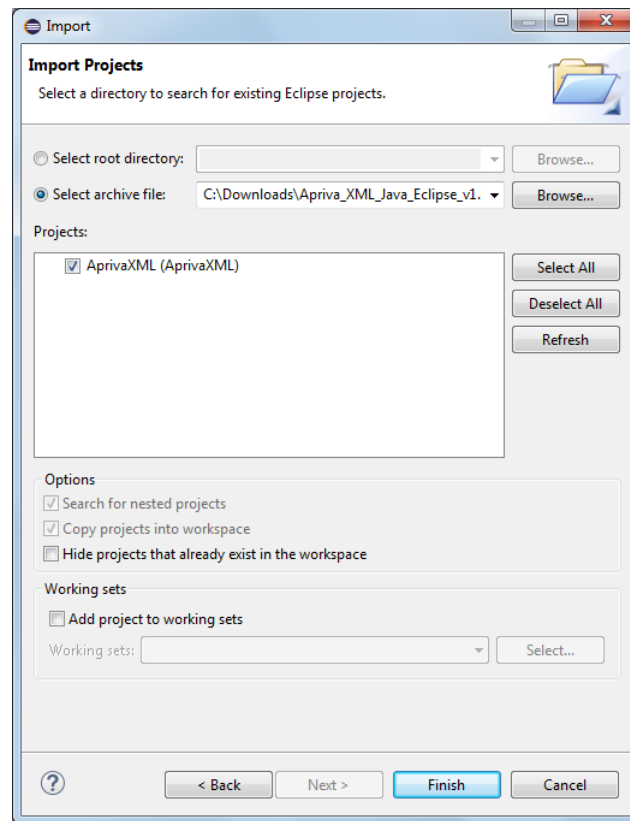 Import
Import Projects
Select a directory to search for existing Eclipse projects.
Select root directory: Browse...
Select archive file: C:\Downloads\Apriva_XML_Java_Eclipse_v1. Browse...
Projects:
AprivaXML (AprivaXML)
Select All
Deselect All
Refresh
Options
Search for nested projects
Copy projects into workspace
Hide projects that already exist in the workspace
Working sets
Add project to working sets
Working sets: Select...
? < Back Next > Finish Cancel